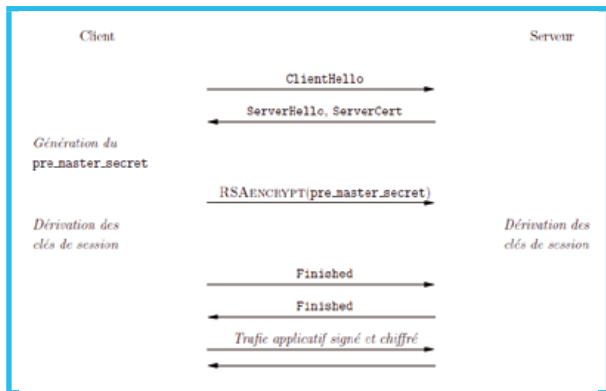 Client
Serveur
ClientHello
ServerHello, ServerCert
Génération du
pre_master_secret
RSAENCRYPT(pre_master_secret)
Dérivation des
clés de session
Dérivation des
clés de session
Finished
Finished
Trafic applicatif signé et chiffré